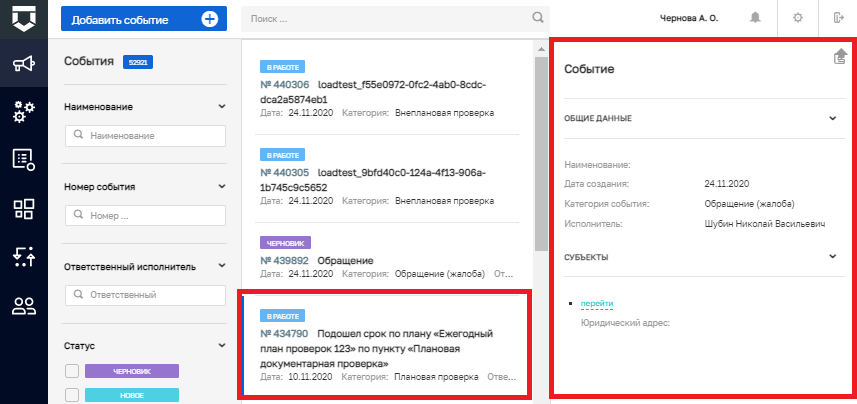 Добавить событие
Поиск ...
Чернова А. О.
События 52921
Наименование
Наименование
Номер события
Номер ...
Ответственный исполнитель
Ответственный
Статус
ЧЕРНОВИК
НОВОЕ
В РАБОТЕ
№ 440306 loadtest_f55e0972-0fc2-4ab0-8cdc-
dca2a5874eb1
Дата: 24.11.2020 Категория: Внеплановая проверка
В РАБОТЕ
№ 440305 loadtest_9bfd40c0-124a-4f13-906a-
1b745c9c5652
Дата: 24.11.2020 Категория: Внеплановая проверка
ЧЕРНОВИК
№ 439892 Обращение
Дата: 24.11.2020 Категория: Обращение (жалоба) От...
В РАБОТЕ
№ 434790 Подошел срок по плану «Ежегодный
план проверок 123» по пункту «Плановая
документарная проверка»
Дата: 10.11.2020 Категория: Плановая проверка Отве...
Событие
ОБЩИЕ ДАННЫЕ
Наименование:
Дата создания: 24.11.2020
Категория события: Обращение (жалоба)
Исполнитель: Шубин Николай Васильевич
СУБЪЕКТЫ
перейти
Юридический адрес: